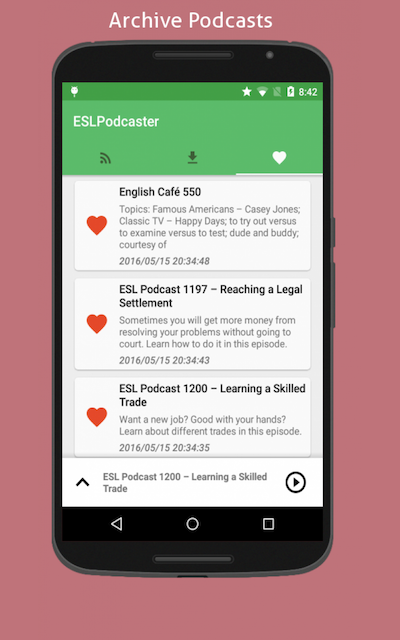 Archive Podcasts
8:42
ESLPodcaster
English Café 550
Topics: Famous Americans – Casey Jones;
Classic TV – Happy Days; to try out versus
to examine versus to test; dude and buddy;
courtesy of
2016/05/15 20:34:48
ESL Podcast 1197 – Reaching a Legal
Settlement
Sometimes you will get more money from
resolving your problems without going to
court. Learn how to do it in this episode.
2016/05/15 20:34:43
ESL Podcast 1200 – Learning a Skilled
Trade
Want a new job? Good with your hands?
Learn about different trades in this episode.
2016/05/15 20:34:35
ESL Podcast 1200 – Learning a Skilled
Trade